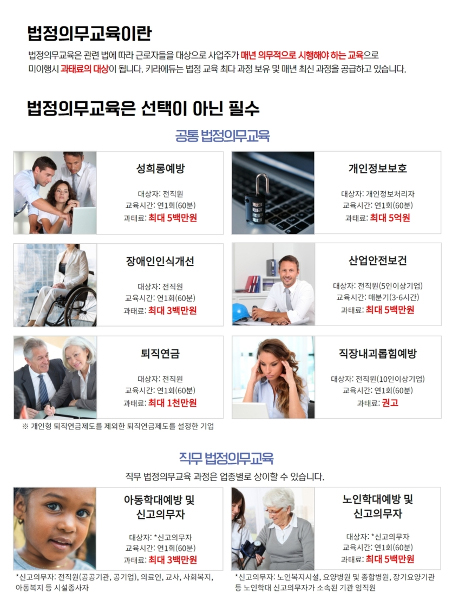 법정의무교육이란
법정의무교육은 관련 법에 따라 근로자들을 대상으로 사업주가 매년 의무적으로 시행해야 하는 교육으로
미이행시 과태료의 대상이 됩니다. 키라에듀는 법정 교육 최다 과정 보유 및 매년 최신 과정을 공급하고 있습니다.
법정의무교육은 선택이 아닌 필수
공통 법정의무교육
성희롱예방
대상자: 전직원
교육시간: 연1회(60분)
과태료: 최대 5백만원
개인정보보호
대상자: 개인정보처리자
교육시간: 연1회(60분)
과태료: 최대 5억원
장애인인식개선
대상자: 전직원
교육시간: 연1회(60분)
과태료: 최대 3백만원
산업안전보건
대상자: 전직원(5인이상기업)
교육시간: 매분기(3-6시간)
과태료: 최대 5백만원
퇴직연금
대상자: 전직원
교육시간: 연1회(60분)
과태료: 최대 1천만원
직장내괴롭힘예방
대상자: 전직원(10인이상기업)
교육시간: 연1회(60분)
과태료: 권고
※ 개인형 퇴직연금제도를 제외한 퇴직연금제도를 설정한 기업
직무 법정의무교육
직무 법정의무교육 과정은 업종별로 상이할 수 있습니다.
아동학대예방 및
신고의무자
대상자: *신고의무자
교육시간: 연1회(60분)
과태료: 최대 3백만원
노인학대예방 및
신고의무자
대상자: *신고의무자
교육시간: 연1회(60분)
과태료: 최대 5백만원
*신고의무자: 전직원(공공기관, 공기업), 의료인, 교사, 사회복지,
아동복지 등 시설종사자
*신고의무자: 노인복지시설, 요양병원 및 종합병원, 장기요양기관
등 노인학대 신고의무자가 소속된 기관 임직원